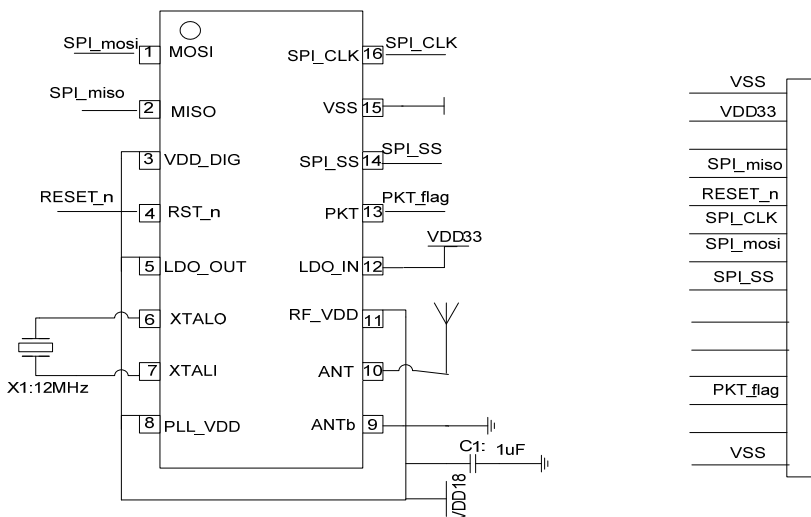 SPI_mosi 1 MOSI
SPI_CLK 16 SPI_CLK
SPI_miso 2 MISO
VSS 15
3 VDD_DIG
SPI_SS 14 SPI_SS
RESET_n 4 RST_n
PKT 13 PKT_flag
5 LDO_OUT
LDO_IN 12 VDD33
6 XTALO
RF_VDD 11
X1:12MHz
7 XTALI
ANT 10
8 PLL_VDD
ANTb 9
C1: 1uF
VDD18
VSS
VDD33
SPI_miso
RESET_n
SPI_CLK
SPI_mosi
SPI_SS
PKT_flag
VSS